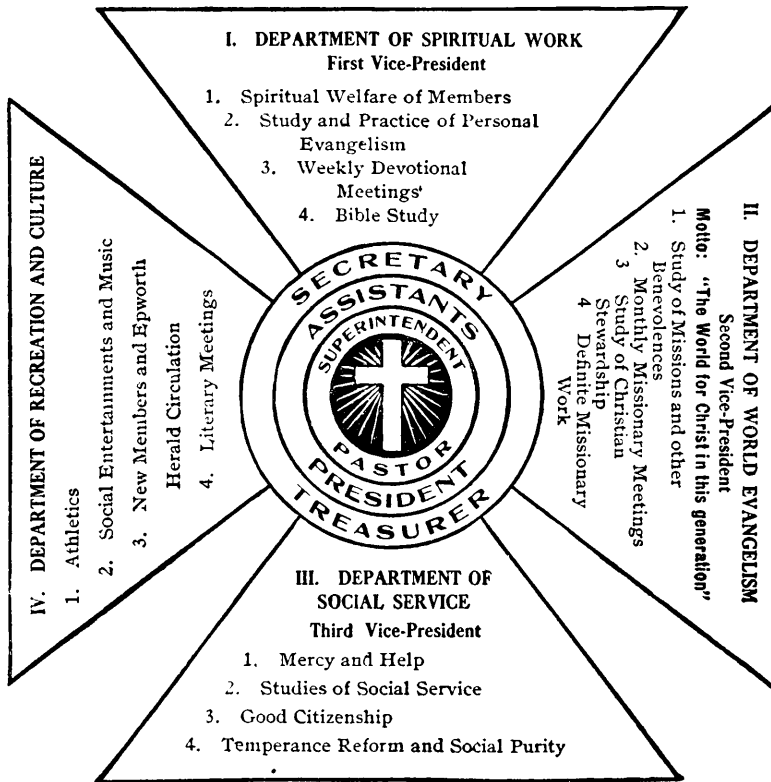 I. DEPARTMENT OF SPIRITUAL WORK
First Vice-President
1. Spiritual Welfare of Members
2. Study and Practice of Personal
Evangelism
3. Weekly Devotional
Meetings
4. Bible Study
II. DEPARTMENT OF WORLD EVANGELISM
Second Vice-President
Motto: "The World for Christ in this generation"
1. Study of Missions and other
Benevolences
2. Monthly Missionary Meetings
3 Study of Christian
Stewardship
4 Definite Missionary
Work
III. DEPARTMENT OF
SOCIAL SERVICE
Third Vice-President
1. Mercy and Help
2. Studies of Social Service
3. Good Citizenship
4. Temperance Reform and Social Purity
IV. DEPARTMENT OF RECREATION AND CULTURE
1. Athletics
2. Social Entertainments and Music
3. New Members and Epworth
Herald Circulation
4. Literary Meetings
SECRETARY
ASSISTANTS
SUPERINTENDENT
PASTOR
PRESIDENT
TREASURER